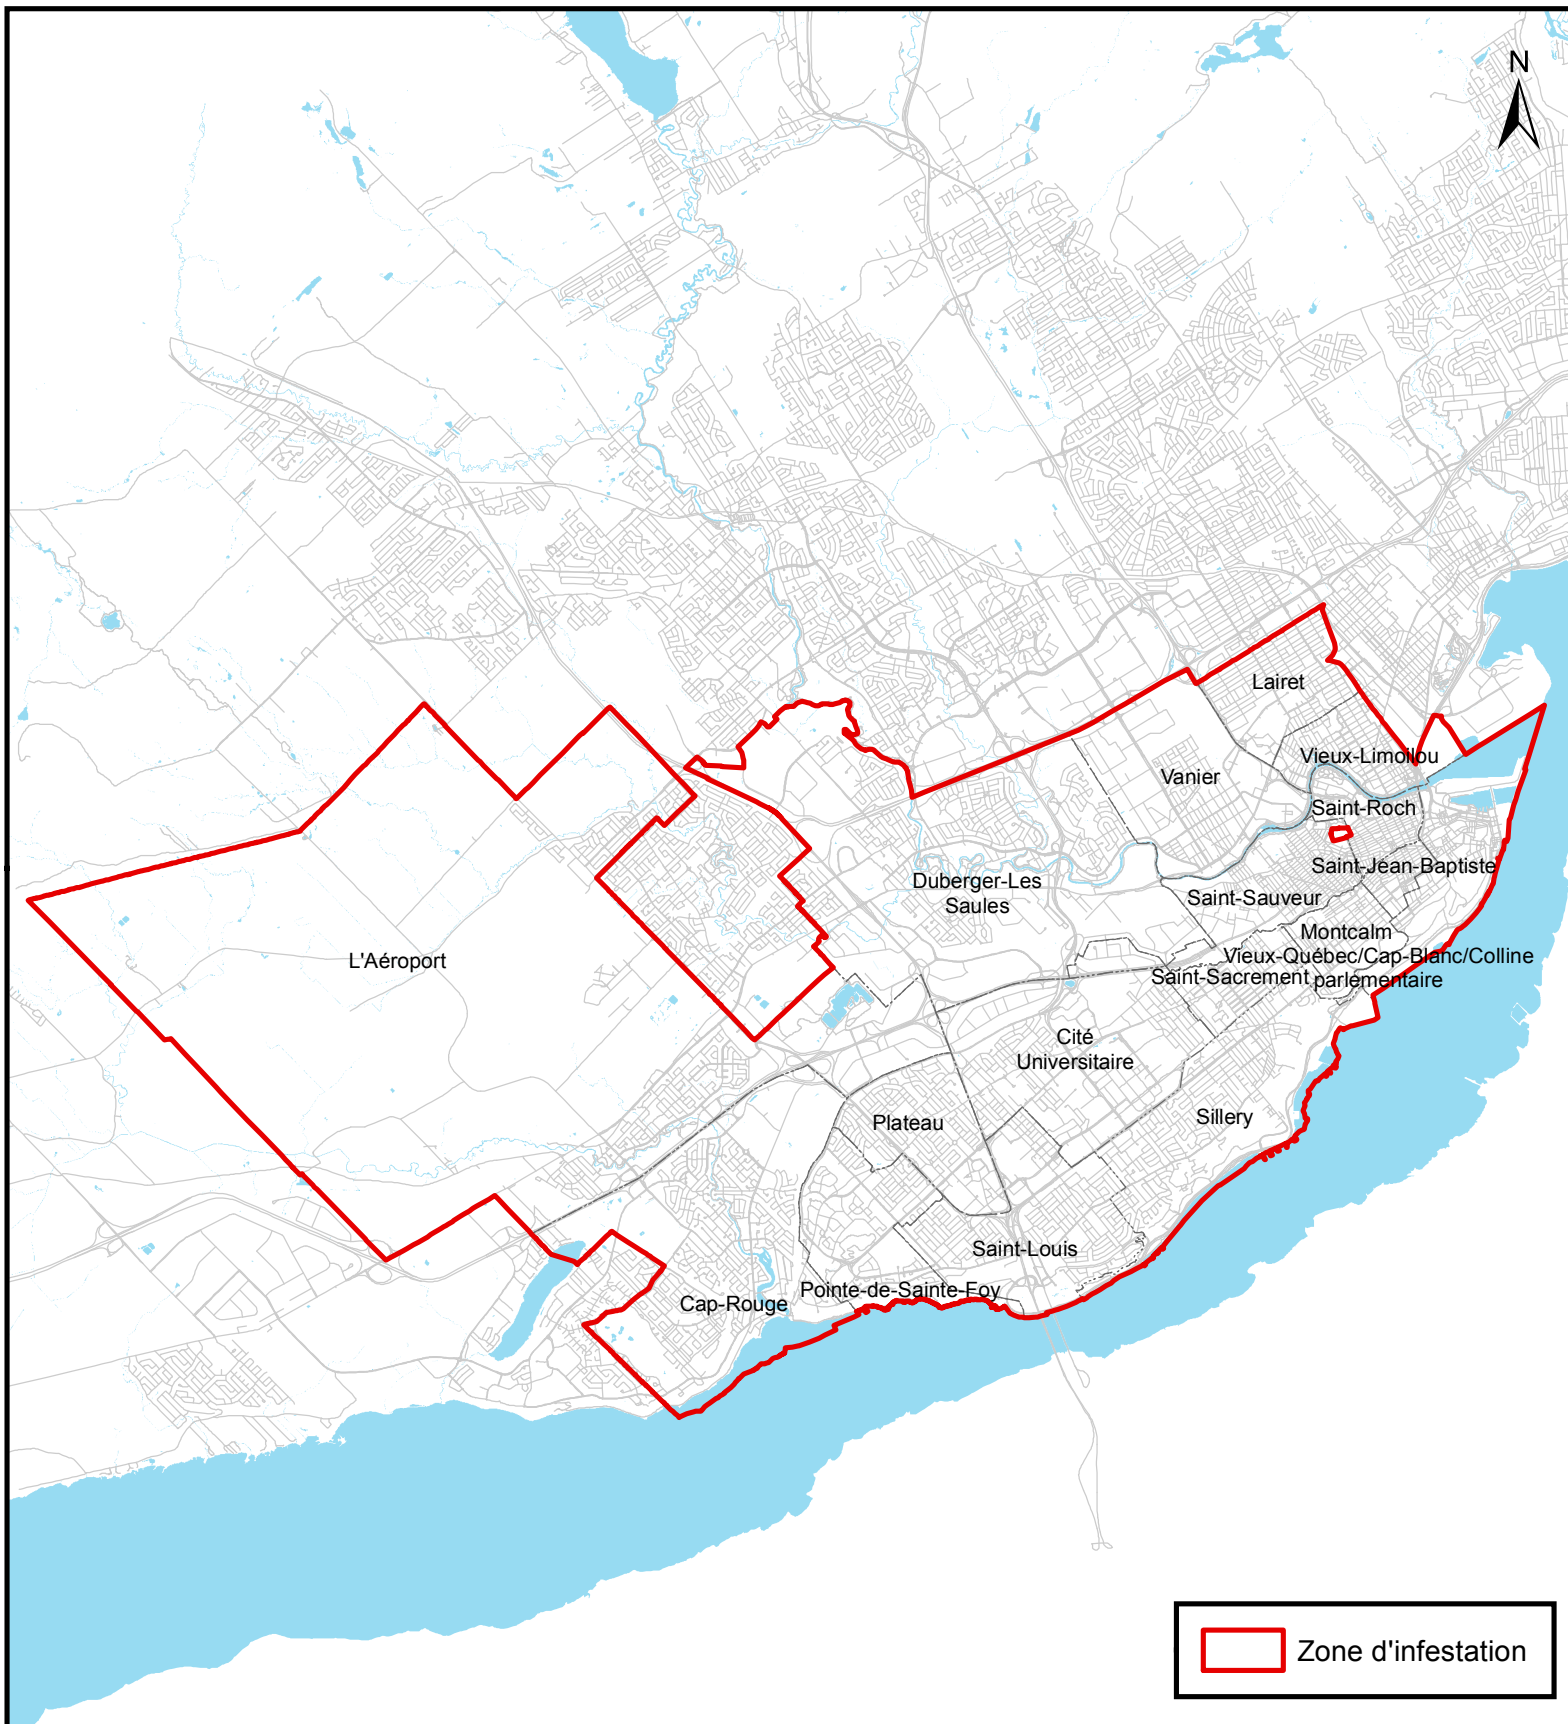 N
Lairet
Vieux-Limoilou
Vanier
Saint-Roch
Saint-Jean-Baptiste
Duberger-Les
Saules
Saint-Sauveur
Montcalm
L'Aéroport
Vieux-Québec/Cap-Blanc/Colline
parlementaire
Saint-Sacrement
Cité
Universitaire
Plateau
Sillery
Saint-Louis
Pointe-de-Sainte-Foy
Cap-Rouge
Zone d'infestation